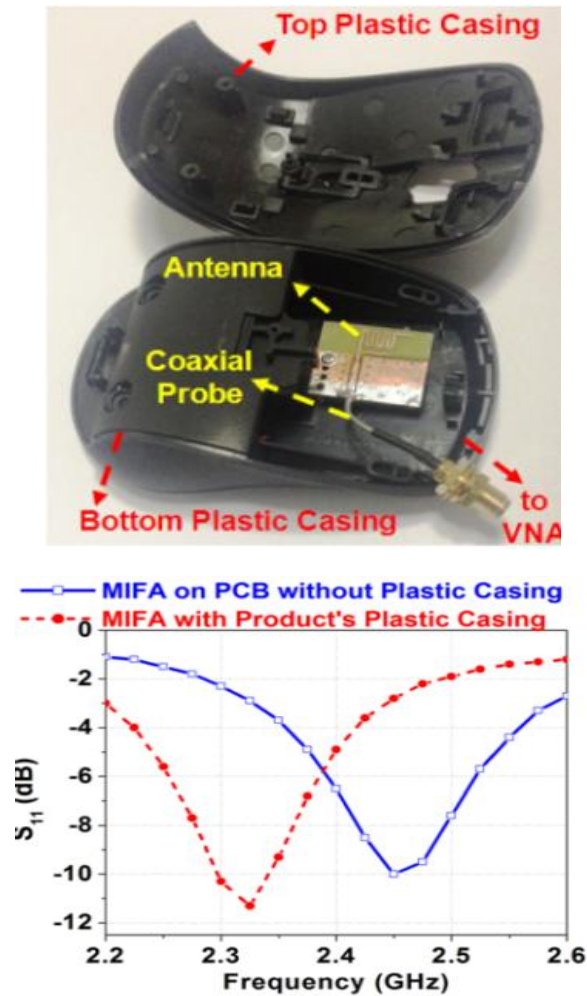 Top Plastic Casing
Antenna
Coaxial
Probe
to
VNA
Bottom Plastic Casing
MIFA on PCB without Plastic Casing
MIFA with Product's Plastic Casing
0
-2
-4
-6
-8
-10
-12
S11 (dB)
2.2 2.3 2.4 2.5 2.6
Frequency (GHz)